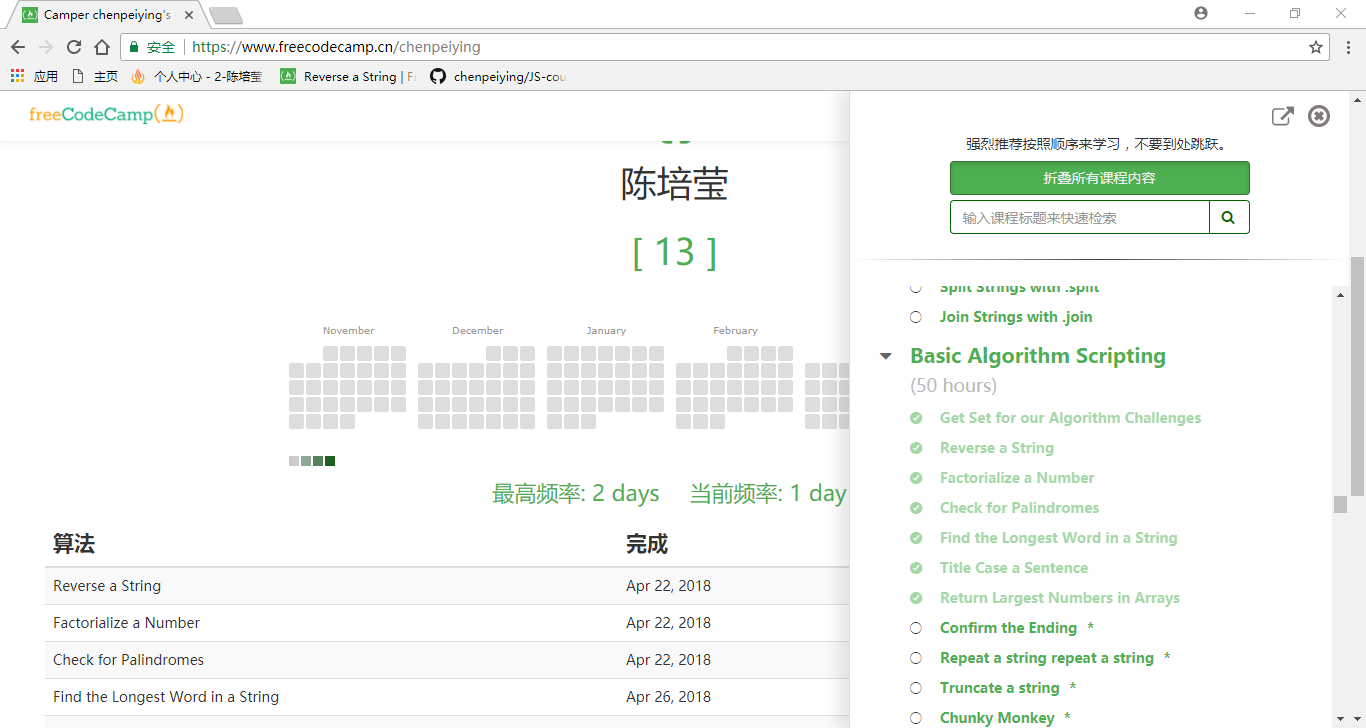 Camper chenpeiying's
安全 https://www.freecodecamp.cn/chenpeiying
应用 主页 个人中心 - 2-陈培莹 Reverse a String | F chenpeiying/JS-cou
freeCodeCamp
陈培莹
[ 13 ]
November December January February
最高频率: 2 days 当前频率: 1 day
算法 完成
Reverse a String Apr 22, 2018
Factorialize a Number Apr 22, 2018
Check for Palindromes Apr 22, 2018
Find the Longest Word in a String Apr 26, 2018
强烈推荐按照顺序来学习，不要到处跳跃。
折叠所有课程内容
输入课程标题来快速检索
Split Strings with .split
Join Strings with .join
Basic Algorithm Scripting
(50 hours)
Get Set for our Algorithm Challenges
Reverse a String
Factorialize a Number
Check for Palindromes
Find the Longest Word in a String
Title Case a Sentence
Return Largest Numbers in Arrays
Confirm the Ending *
Repeat a string repeat a string *
Truncate a string *
Chunky Monkey *